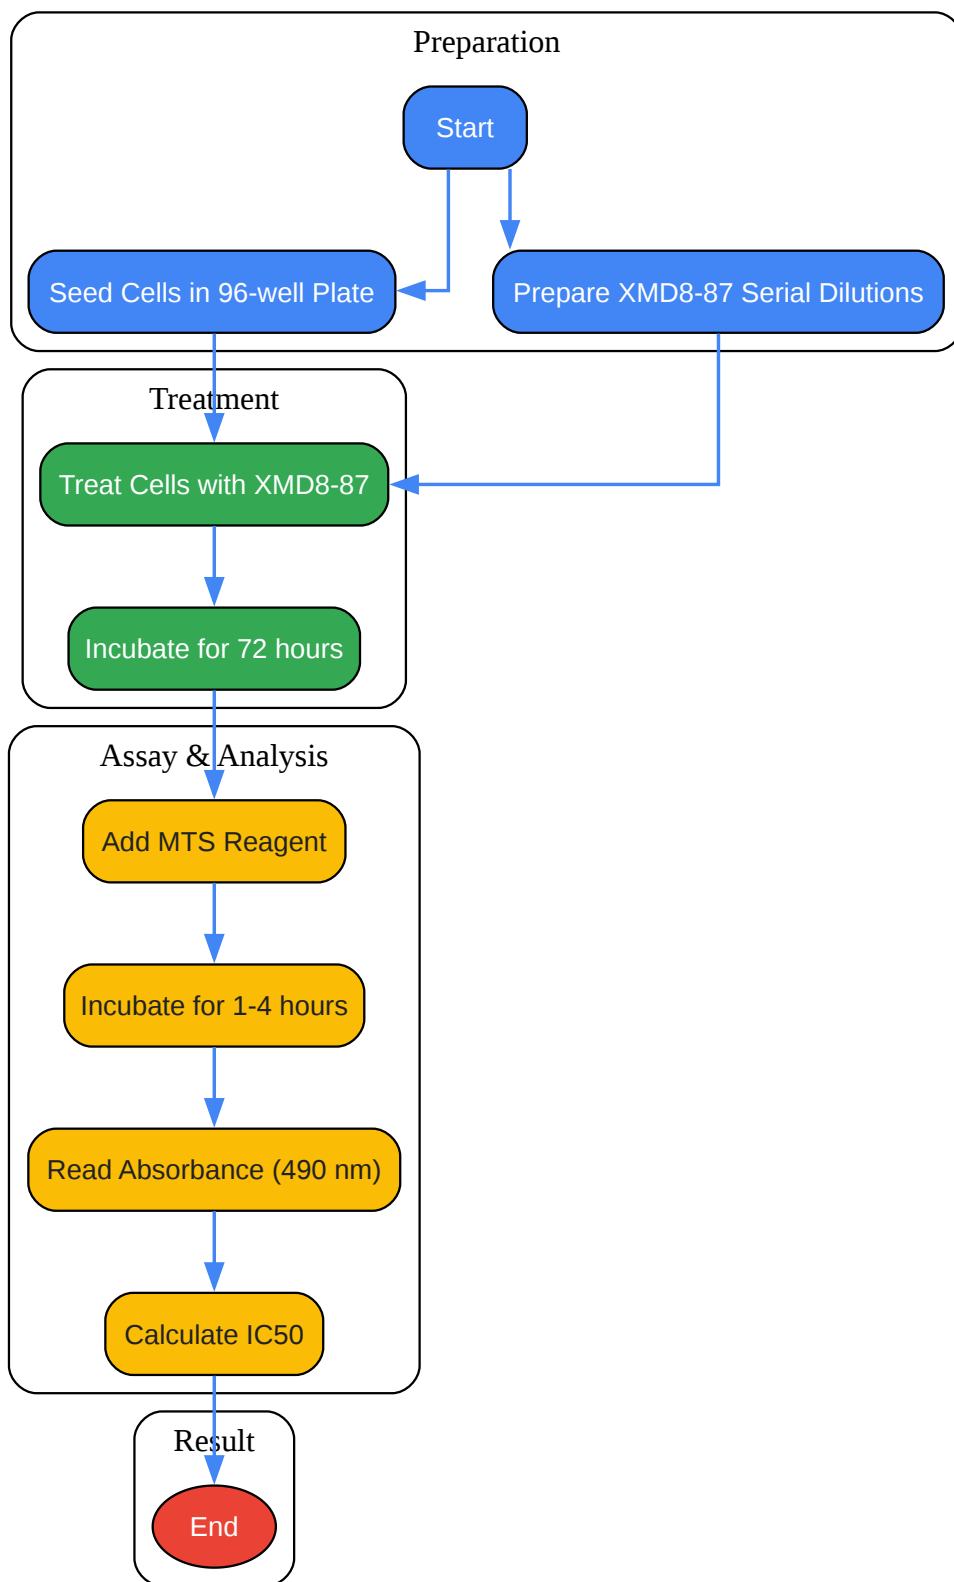 Preparation
Start
Seed Cells in 96-well Plate
Prepare XMD8-87 Serial Dilutions
Treatment
Treat Cells with XMD8-87
Incubate for 72 hours
Assay & Analysis
Add MTS Reagent
Incubate for 1-4 hours
Read Absorbance (490 nm)
Calculate IC50
Result
End